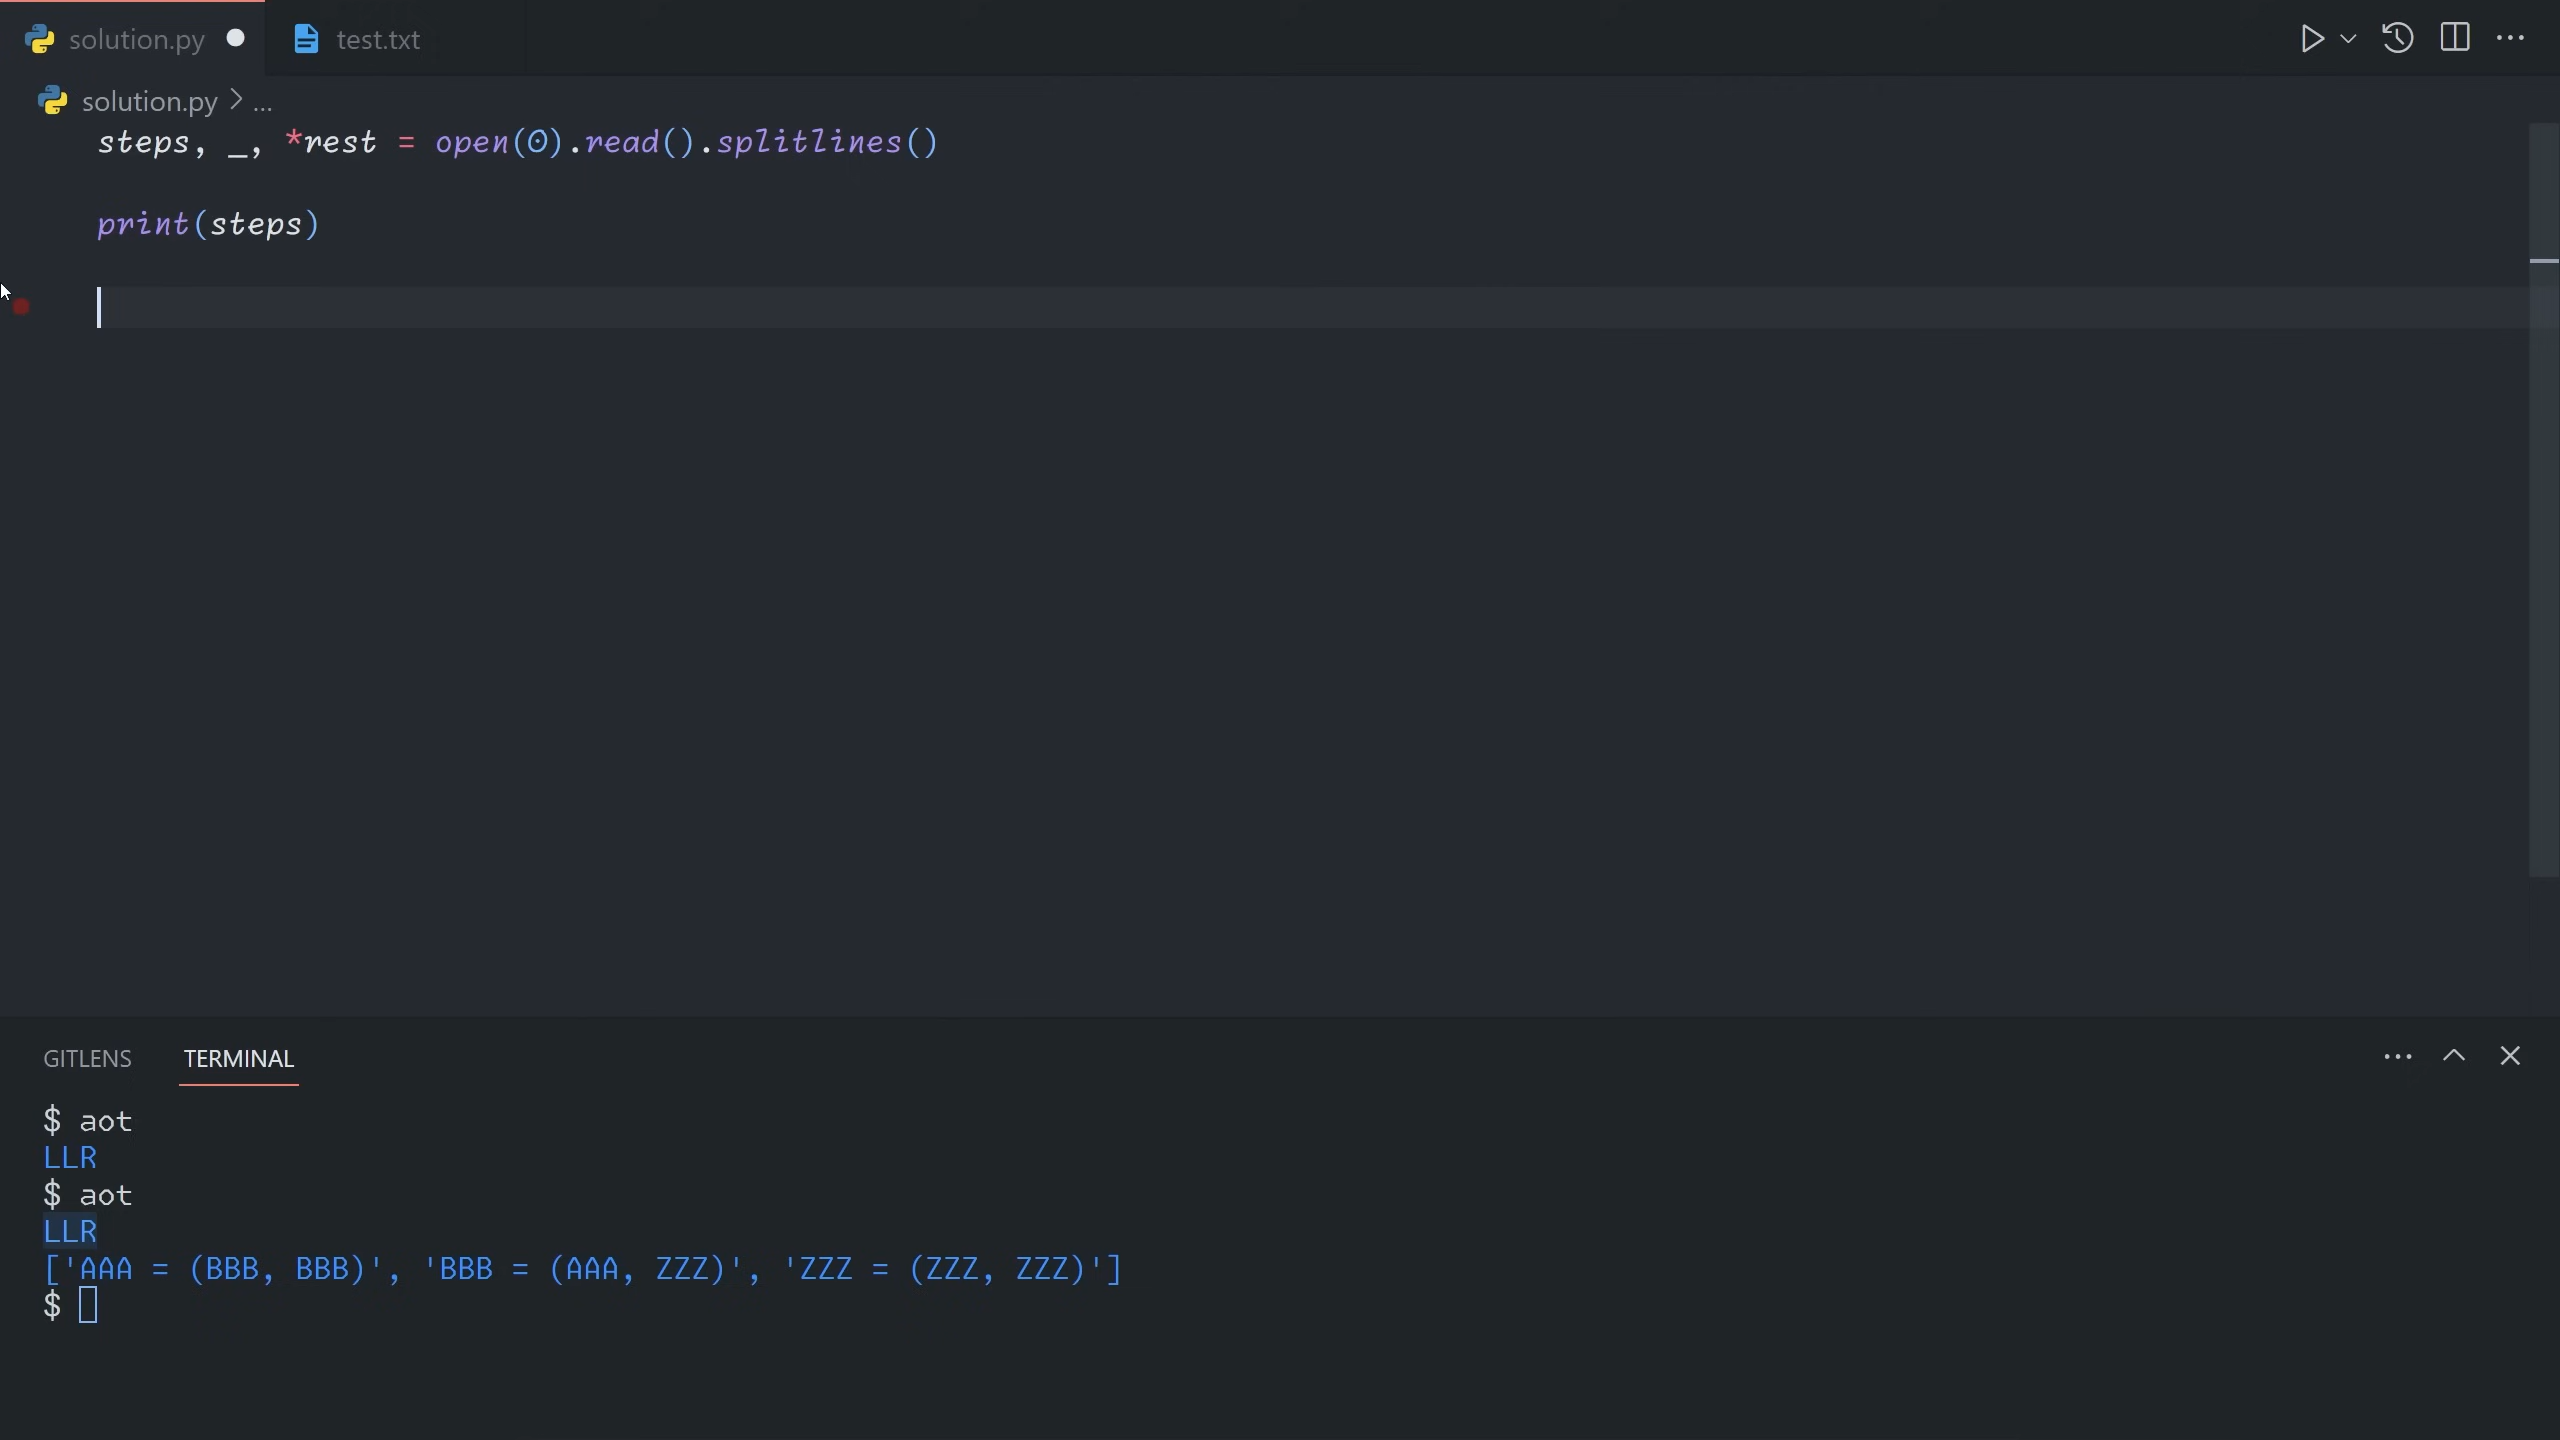 solution.py
test.txt
solution.py > ...
steps, _, *rest = open(0).read().splitlines()
print(steps)
GITLENS
TERMINAL
$ aot
LLR
$ aot
LLR
['AAA = (BBB, BBB)', 'BBB = (AAA, ZZZ)', 'ZZZ = (ZZZ, ZZZ)']
$